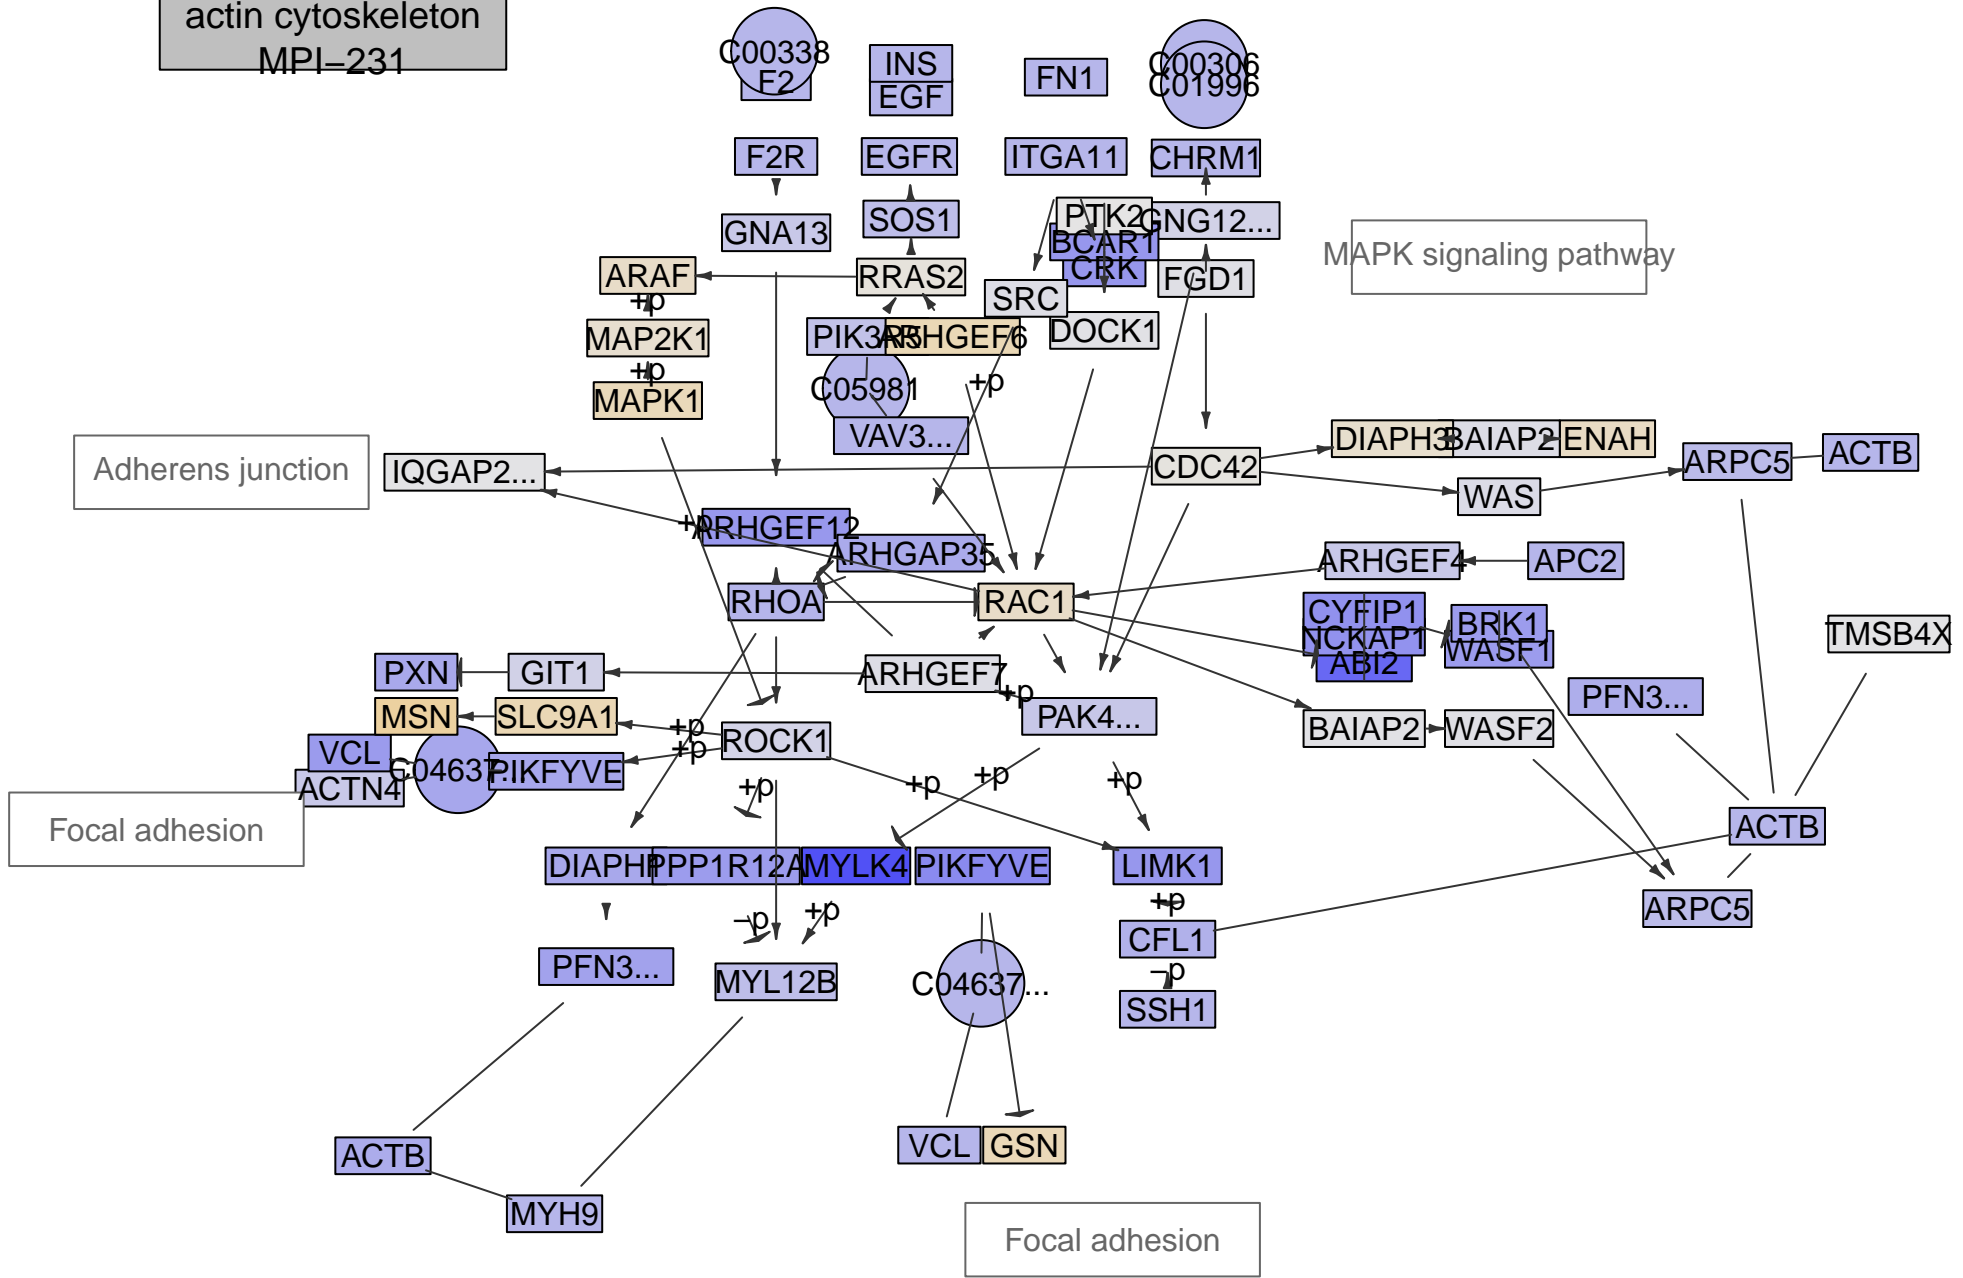 actin cytoskeleton
MPI−231
C00338
F2
INS
EGF
FN1
C00306
C01996
F2R
EGFR
ITGA11
CHRM1
GNA13
SOS1
PTK2
GNG12...
BCAR1
CRK
MAPK signaling pathway
ARAF
RRAS2
SRC
FGD1
+p
MAP2K1
ARHGEF6
DOCK1
+p
MAPK1
C05981
+p
VAV3...
Adherens junction
IQGAP2...
CDC42
DIAPH3
BAIAP2
ENAH
ARPC5
ACTB
WAS
+p
ARHGEF12
ARHGAP35
ARHGEF4
APC2
RHOA
RAC1
CYFIP1
NCKAP1
ABI2
BRK1
WASF1
TMSB4X
PXN
GIT1
ARHGEF7
+p
PFN3...
MSN
SLC9A1
+p
PAK4...
VCL
ACTN4
C04637...
PIKFYVE
+p
ROCK1
BAIAP2
WASF2
+p
+p
+p
+p
Focal adhesion
ACTB
PPP1R12A
MYLK4
PIKFYVE
LIMK1
−p
+p
+p
ARPC5
CFL1
PFN3...
MYL12B
C04637...
−p
SSH1
ACTB
VCL
GSN
MYH9
Focal adhesion